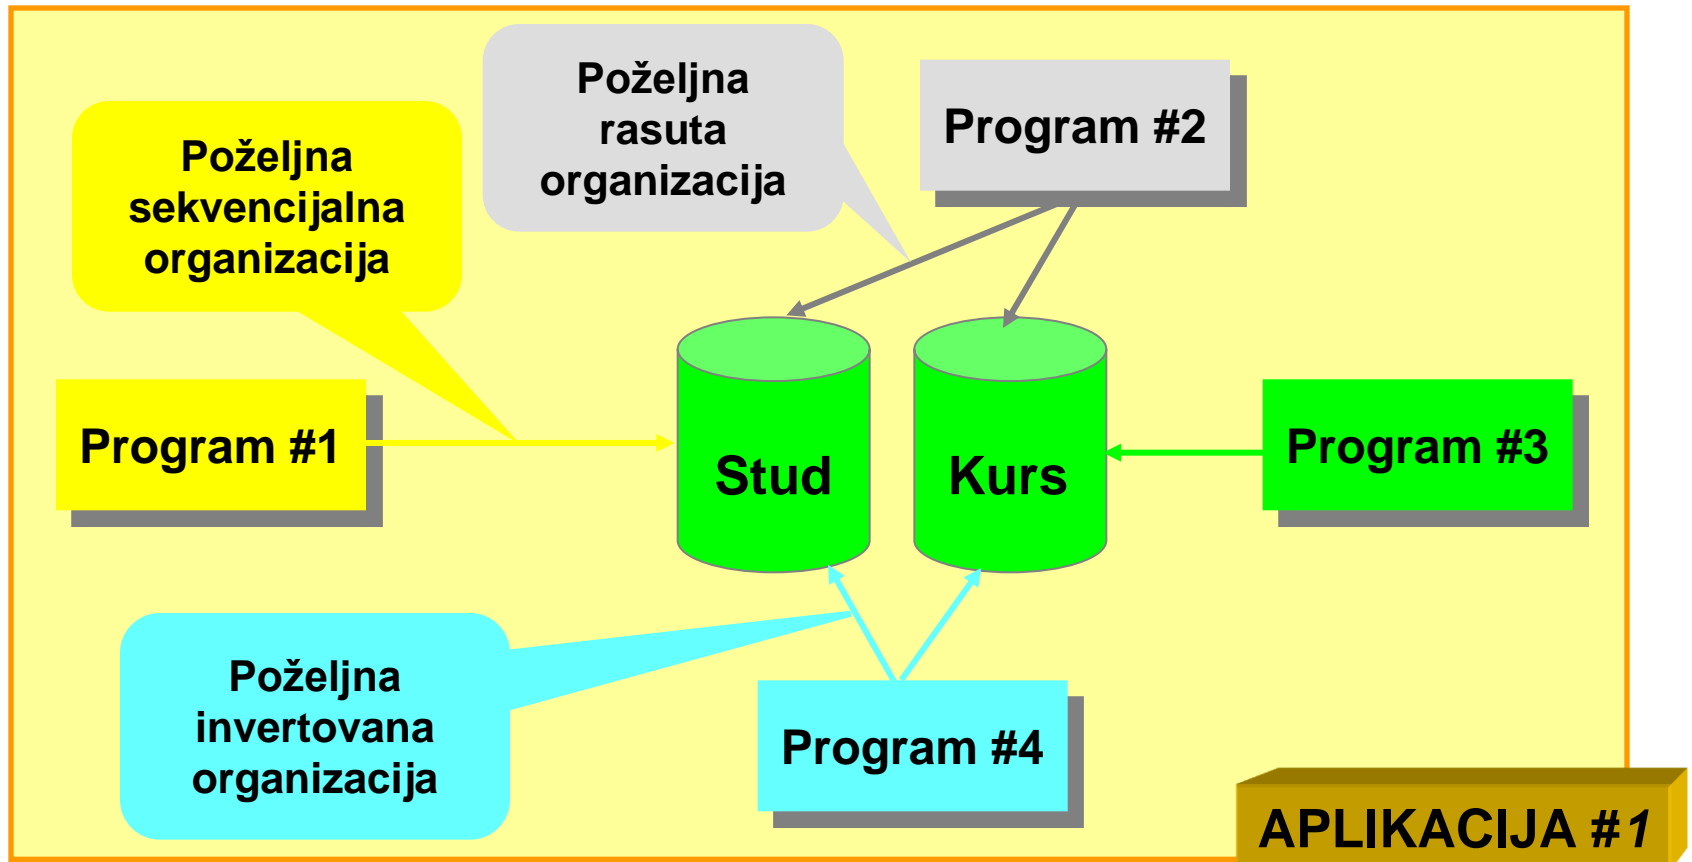 Poželjna
rasuta
organizacija
Program #2
Poželjna
sekvencijalna
organizacija
Program #1
Stud
Kurs
Program #3
Poželjna
invertovana
organizacija
Program #4
APLIKACIJA #1